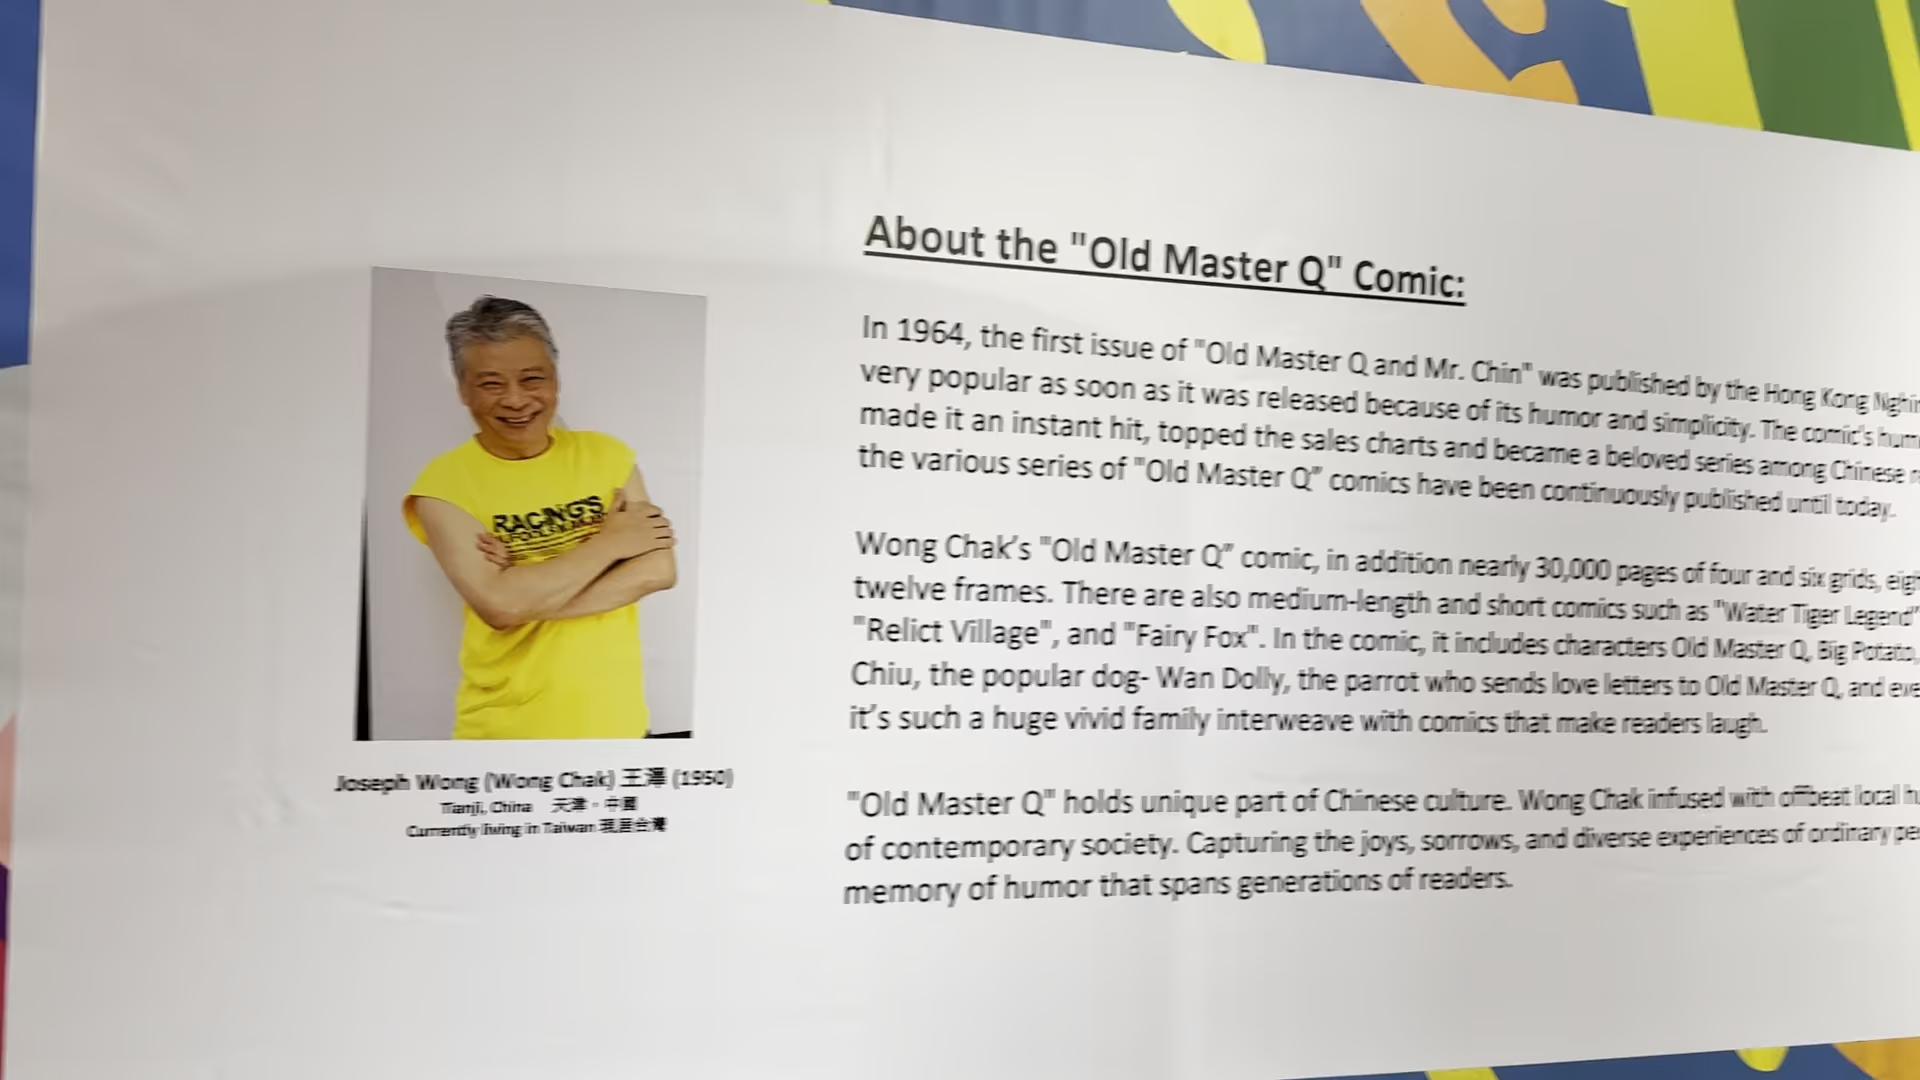 RACING'S
Joseph Wong (Wong Chak) 王澤 (1950)
Tianji, China 天津，中國
Currently living in Taiwan 現居台灣
About the "Old Master Q" Comic:
In 1964, the first issue of "Old Master Q and Mr. Chin" was published by the Hong Kong
very popular as soon as it was released because of its humor and simplicity. The comic's
made it an instant hit, topped the sales charts and became a beloved series among Chinese
the various series of "Old Master Q" comics have been continuously published until today.
Wong Chak's "Old Master Q" comic, in addition nearly 30,000 pages of four and six grids,
twelve frames. There are also medium-length and short comics such as "Water Tiger Legend"
"Relict Village", and "Fairy Fox". In the comic, it includes characters Old Master Q, Big Potato,
Chiu, the popular dog- Wan Dolly, the parrot who sends love letters to Old Master Q, and
it's such a huge vivid family interweave with comics that make readers laugh.
"Old Master Q" holds unique part of Chinese culture. Wong Chak infused with offbeat local
of contemporary society. Capturing the joys, sorrows, and diverse experiences of ordinary
memory of humor that spans generations of readers.